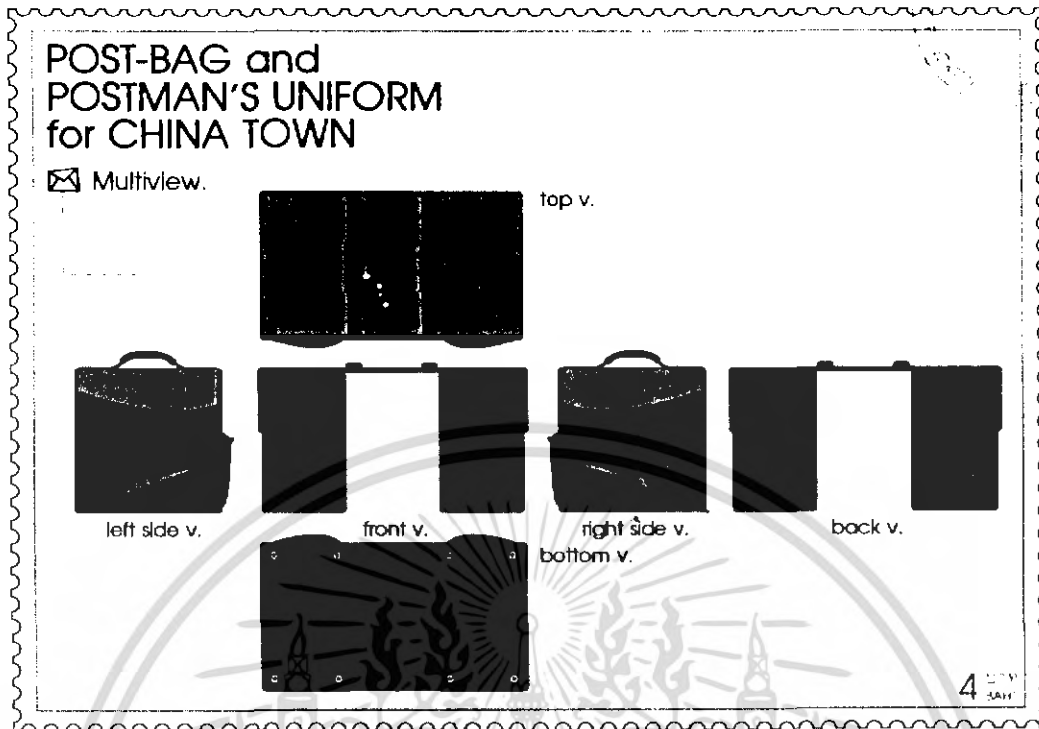 POST-BAG and
POSTMAN'S UNIFORM
for CHINA TOWN
Multiview.
top v.
left side v.
front v.
right side v.
back v.
bottom v.
4